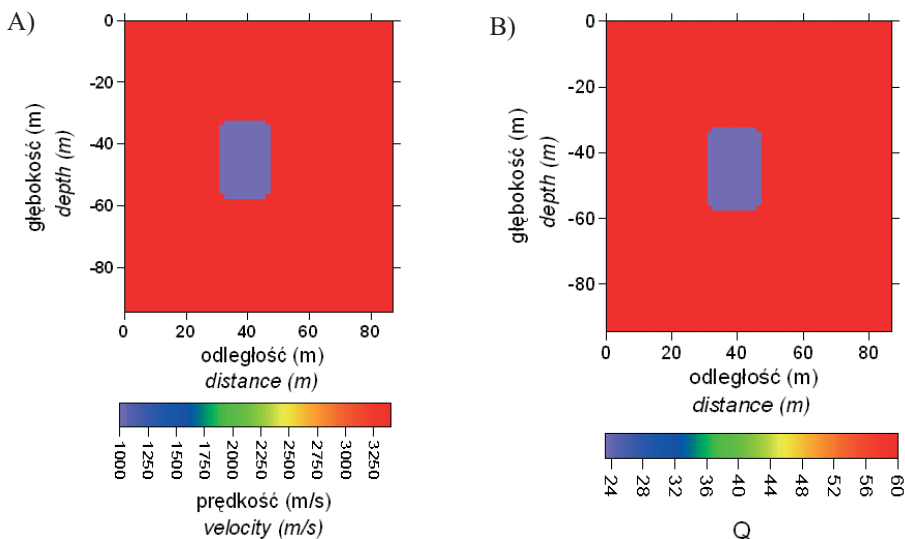 A)
0
-20
-40
-60
-80
głębokość (m)
depth (m)
0 20 40 60 80
odległość (m)
distance (m)
1000 1250 1500 1750 2000 2250 2500 2750 3000 3250
prędkość (m/s)
velocity (m/s)
B)
0
-20
-40
-60
-80
głębokość (m)
depth (m)
0 20 40 60 80
odległość (m)
distance (m)
24 28 32 36 40 44 48 52 56 60
Q